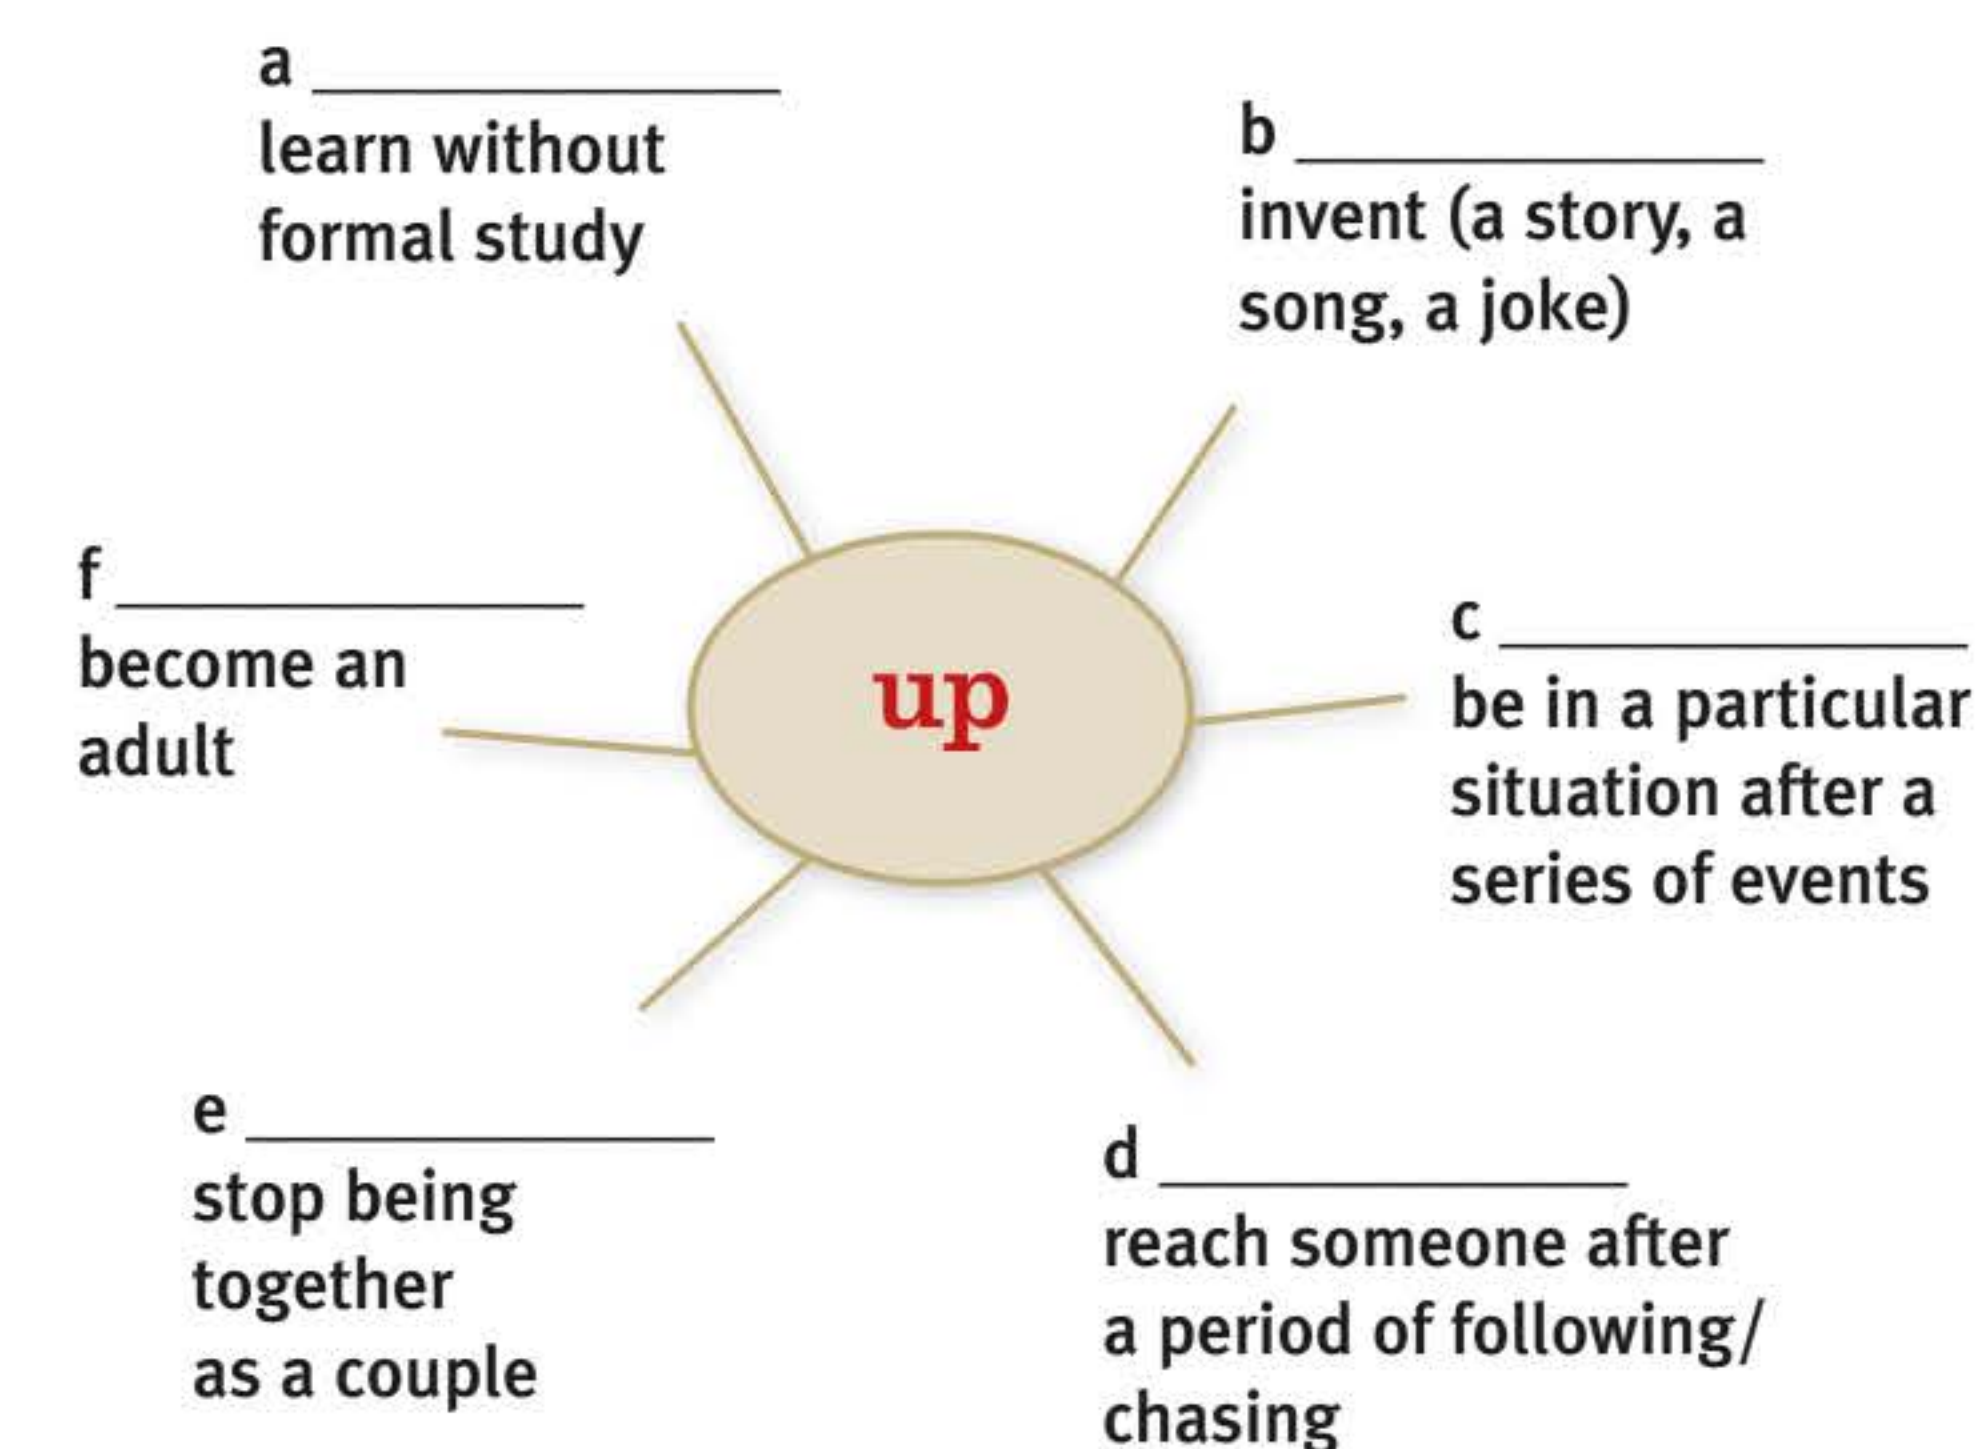 a
learn without
formal study
b
invent (a story, a
song, a joke)
up
c
be in a particular
situation after a
series of events
d
reach someone after
a period of following/
chasing
e
stop being
together
as a couple
f
become an
adult